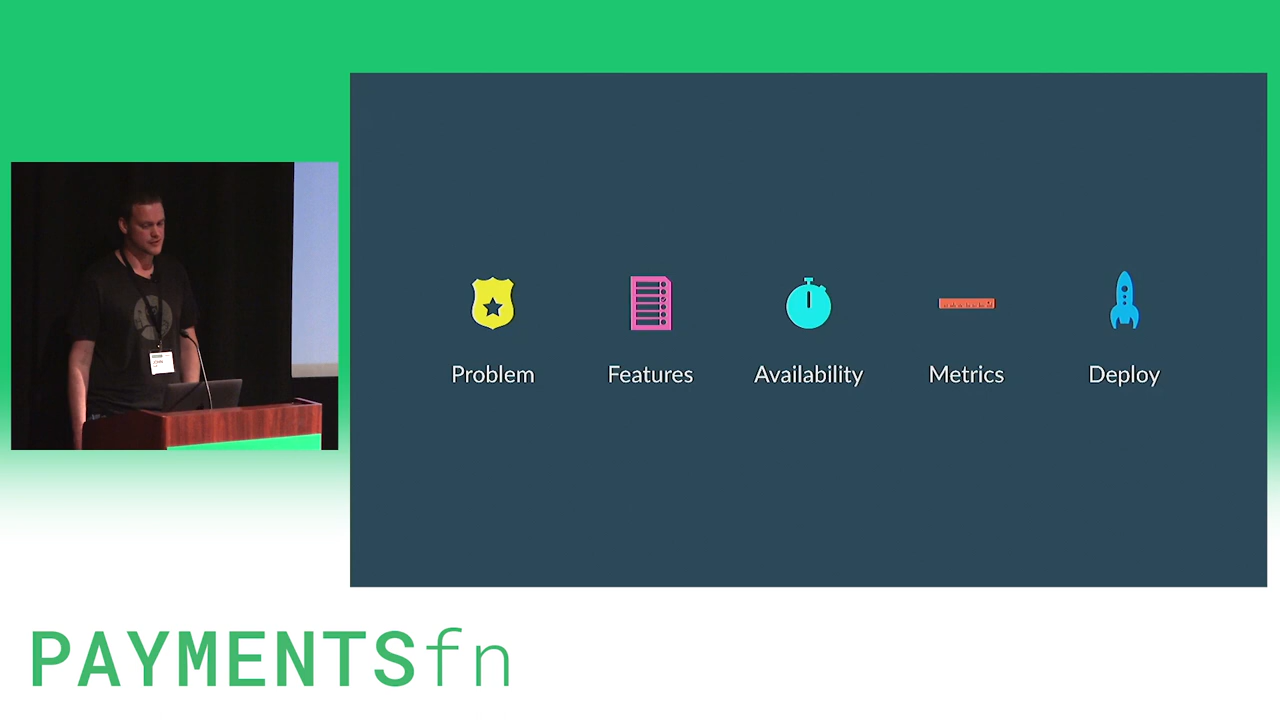 Problem
Features
Availability
Metrics
Deploy
PAYMENTSfn